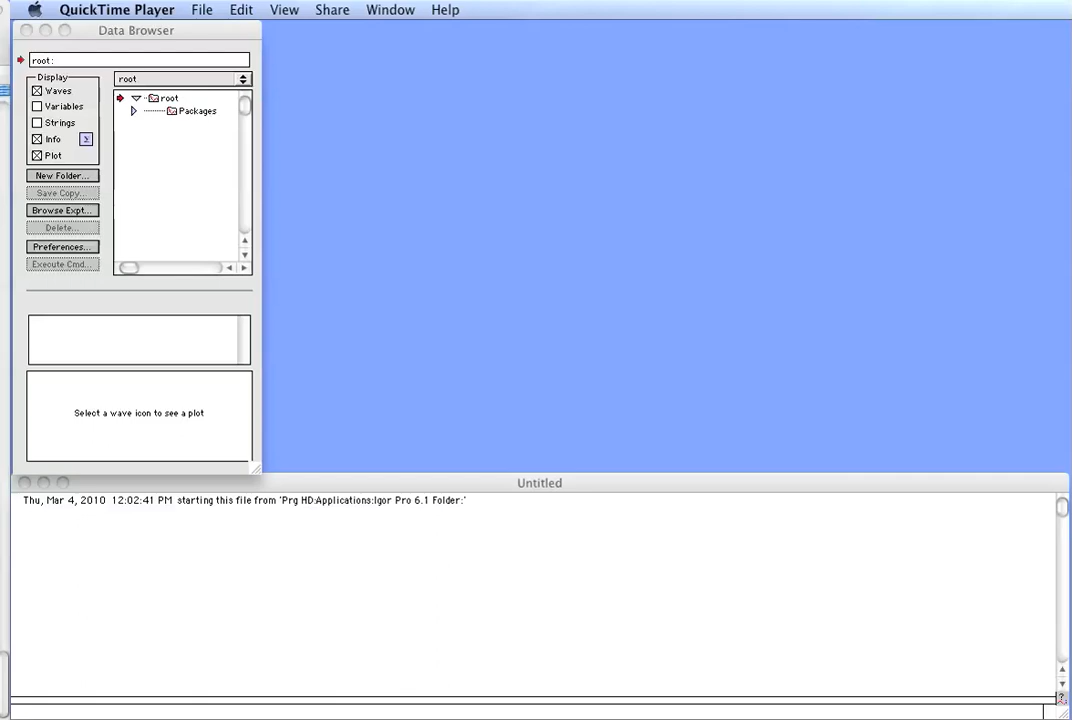 QuickTime Player File Edit View Share Window Help
Data Browser
root:
Display
Waves
Variables
Strings
Info Σ
Plot
New Folder...
Save Copy...
Browse Expt...
Delete...
Preferences...
Execute Cmd...
root
root
Packages
Select a wave icon to see a plot
Untitled
Thu, Mar 4, 2010 12:02:41 PM starting this file from 'Prg HD:Applications:Igor Pro 6.1 Folder:'
?